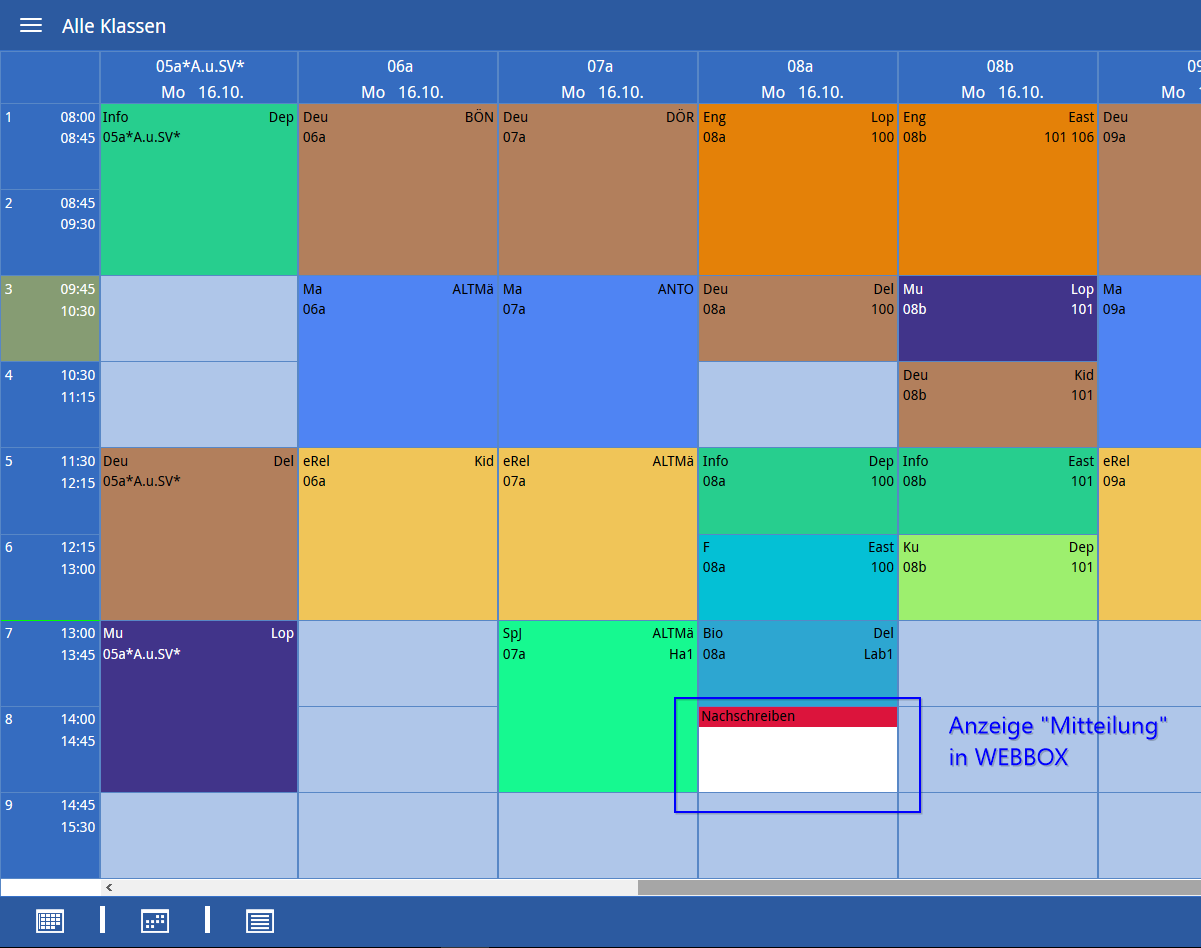 Alle Klassen
05a*A.u.SV* 06a 07a 08a 08b 09
Mo 16.10. Mo 16.10. Mo 16.10. Mo 16.10. Mo 16.10. Mo
1 08:00 Info Dep Deu BÖN Deu DÖR Eng Lop Eng East Deu
08:45 05a*A.u.SV* 06a 07a 08a 100 08b 101 106 09a
2 08:45
09:30
3 09:45 Ma ALTMä Ma ANTO Deu Del Mu Lop Ma
10:30 06a 07a 08a 100 08b 101 09a
4 10:30 Deu Kid
11:15 08b 101
5 11:30 Deu Del eRel Kid eRel ALTMä Info Dep Info East eRel
12:15 05a*A.u.SV* 06a 07a 08a 100 08b 101 09a
6 12:15 F East Ku Dep
13:00 08a 100 08b 101
7 13:00 Mu Lop SpJ ALTMä Bio Del
13:45 05a*A.u.SV* 07a Ha1 08a Lab1
8 14:00 Nachschreiben Anzeige "Mitteilung"
14:45 in WEBBOX
9 14:45
15:30